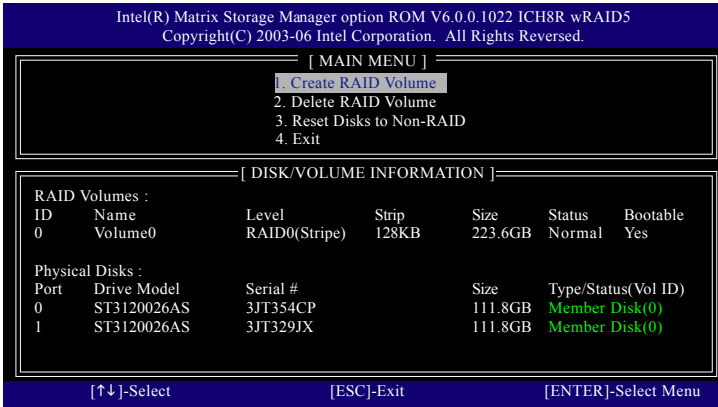 Intel(R) Matrix Storage Manager option ROM V6.0.0.1022 ICH8R wRAID5
Copyright(C) 2003-06 Intel Corporation.  All Rights Reversed.
[ MAIN MENU ]
1. Create RAID Volume
2. Delete RAID Volume
3. Reset Disks to Non-RAID
4. Exit
[ DISK/VOLUME INFORMATION ]
RAID Volumes :
ID Name Level Strip Size Status Bootable
0 Volume0 RAID0(Stripe) 128KB 223.6GB Normal Yes
Physical Disks :
Port Drive Model Serial # Size Type/Status(Vol ID)
0 ST3120026AS 3JT354CP 111.8GB Member Disk(0)
1 ST3120026AS 3JT329JX 111.8GB Member Disk(0)
[↑↓]-Select [ESC]-Exit [ENTER]-Select Menu